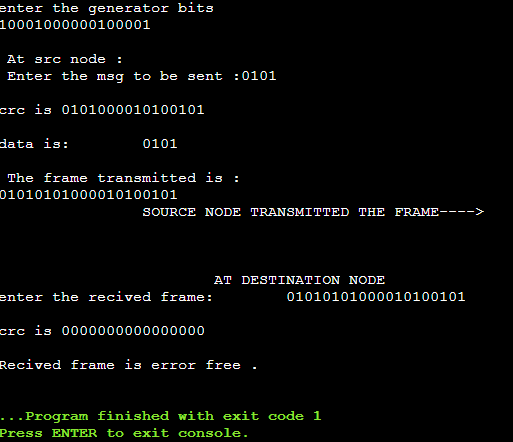 enter the generator bits
10001000000100001
At src node :
Enter the msg to be sent :0101
crc is 0101000010100101
data is: 0101
The frame transmitted is :
01010101000010100101
SOURCE NODE TRANSMITTED THE FRAME---->
AT DESTINATION NODE
enter the recived frame: 01010101000010100101
crc is 0000000000000000
Recived frame is error free .
...Program finished with exit code 1
Press ENTER to exit console.